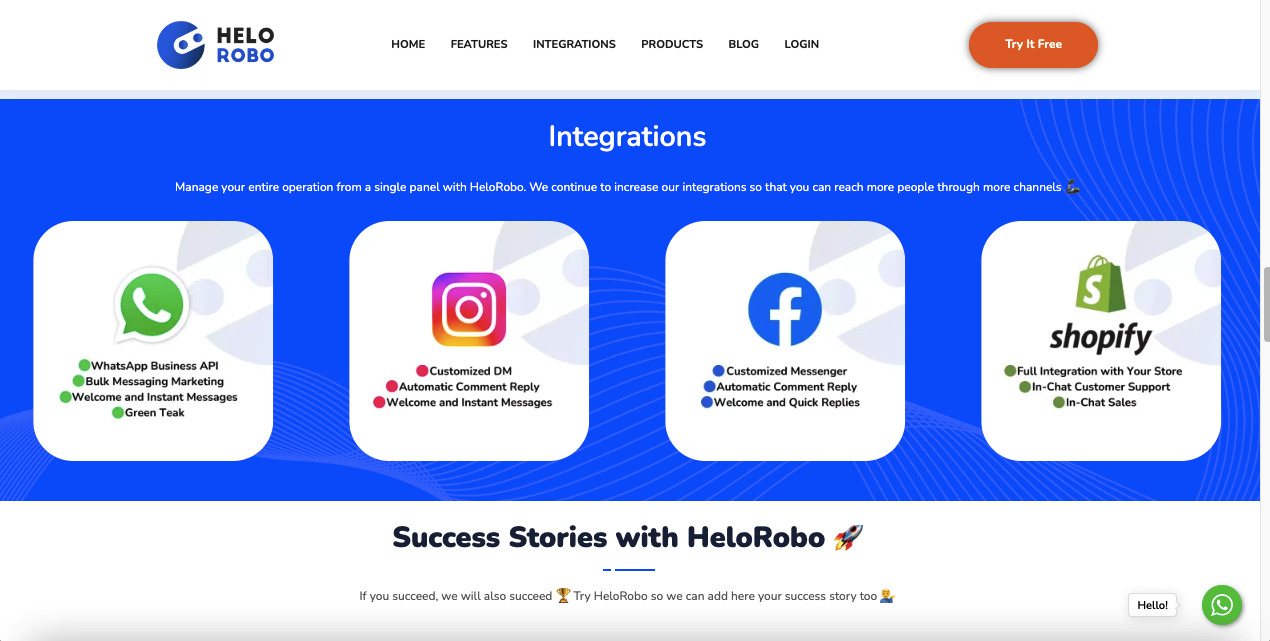 HELO
ROBO
HOME FEATURES INTEGRATIONS PRODUCTS BLOG LOGIN
Try It Free
Integrations
Manage your entire operation from a single panel with HeloRobo. We continue to increase our integrations so that you can reach more people through more channels
WhatsApp Business API
Bulk Messaging Marketing
Welcome and Instant Messages
Green Teak
Customized DM
Automatic Comment Reply
Welcome and Instant Messages
Customized Messenger
Automatic Comment Reply
Welcome and Quick Replies
shopify
Full Integration with Your Store
In-Chat Customer Support
In-Chat Sales
Success Stories with HeloRobo 🚀
If you succeed, we will also succeed 🏆 Try HeloRobo so we can add here your success story too
Hello!